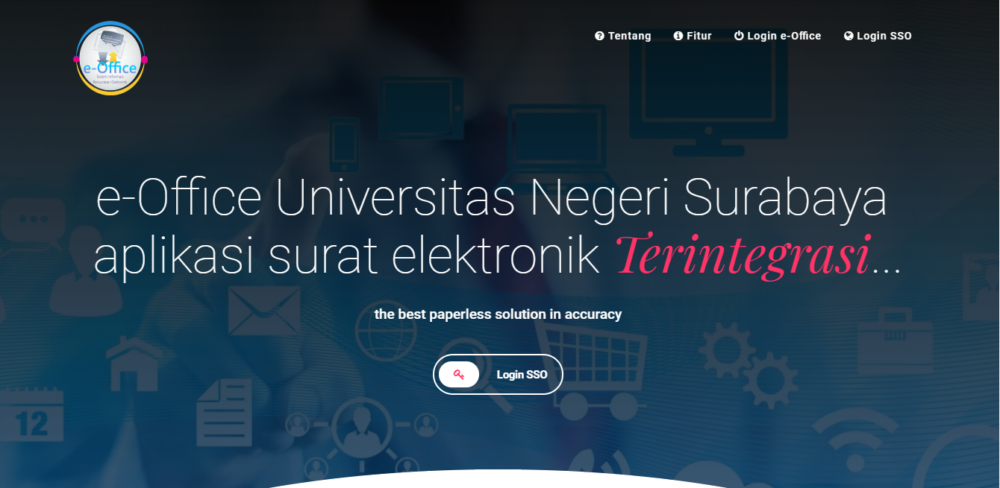 e-Office
Sistem Informasi
Persuratan Elektronik
Tentang
Fitur
Login e-Office
Login SSO
e-Office Universitas Negeri Surabaya
aplikasi surat elektronik Terintegrasi...
the best paperless solution in accuracy
Login SSO
12